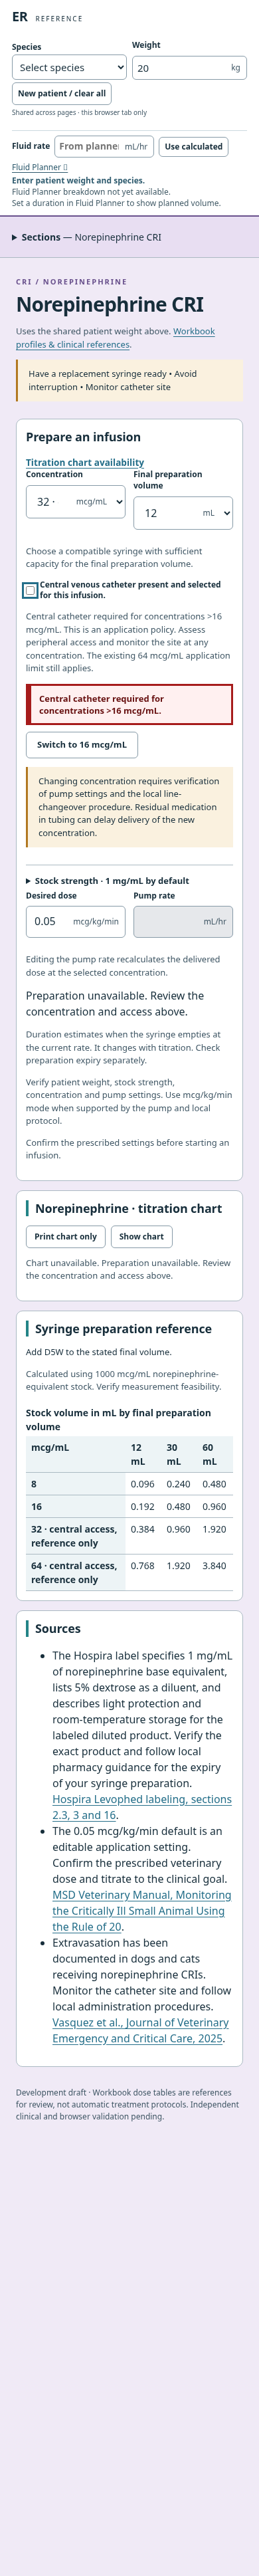 ER REFERENCE
Species
Weight
Select species
20 kg
New patient / clear all
Shared across pages · this browser tab only
Fluid rate From planner mL/hr Use calculated
Fluid Planner
Enter patient weight and species.
Fluid Planner breakdown not yet available.
Set a duration in Fluid Planner to show planned volume.
▶ Sections — Norepinephrine CRI
CRI / NOREPINEPHRINE
Norepinephrine CRI
Uses the shared patient weight above. Workbook
profiles & clinical references.
Have a replacement syringe ready • Avoid
interruption • Monitor catheter site
Prepare an infusion
Titration chart availability
Concentration
Final preparation
volume
32 · mcg/mL
12 mL
Choose a compatible syringe with sufficient
capacity for the final preparation volume.
Central venous catheter present and selected
for this infusion.
Central catheter required for concentrations >16
mcg/mL. This is an application policy. Assess
peripheral access and monitor the site at any
concentration. The existing 64 mcg/mL application
limit still applies.
Central catheter required for
concentrations >16 mcg/mL.
Switch to 16 mcg/mL
Changing concentration requires verification
of pump settings and the local line-
changeover procedure. Residual medication
in tubing can delay delivery of the new
concentration.
▶ Stock strength · 1 mg/mL by default
Desired dose
Pump rate
0.05 mcg/kg/min
mL/hr
Editing the pump rate recalculates the delivered
dose at the selected concentration.
Preparation unavailable. Review the
concentration and access above.
Duration estimates when the syringe empties at
the current rate. It changes with titration. Check
preparation expiry separately.
Verify patient weight, stock strength,
concentration and pump settings. Use mcg/kg/min
mode when supported by the pump and local
protocol.
Confirm the prescribed settings before starting an
infusion.
Norepinephrine · titration chart
Print chart only
Show chart
Chart unavailable. Preparation unavailable. Review
the concentration and access above.
Syringe preparation reference
Add D5W to the stated final volume.
Calculated using 1000 mcg/mL norepinephrine-
equivalent stock. Verify measurement feasibility.
Stock volume in mL by final preparation
volume
mcg/mL 12 mL 30 mL 60 mL
8 0.096 0.240 0.480
16 0.192 0.480 0.960
32 · central access, reference only 0.384 0.960 1.920
64 · central access, reference only 0.768 1.920 3.840
Sources
• The Hospira label specifies 1 mg/mL
of norepinephrine base equivalent,
lists 5% dextrose as a diluent, and
describes light protection and
room-temperature storage for the
labeled diluted product. Verify the
exact product and follow local
pharmacy guidance for the expiry
of your syringe preparation.
Hospira Levophed labeling, sections
2.3, 3 and 16.
• The 0.05 mcg/kg/min default is an
editable application setting.
Confirm the prescribed veterinary
dose and titrate to the clinical goal.
MSD Veterinary Manual, Monitoring
the Critically Ill Small Animal Using
the Rule of 20.
• Extravasation has been
documented in dogs and cats
receiving norepinephrine CRIs.
Monitor the catheter site and follow
local administration procedures.
Vasquez et al., Journal of Veterinary
Emergency and Critical Care, 2025.
Development draft · Workbook dose tables are references
for review, not automatic treatment protocols. Independent
clinical and browser validation pending.